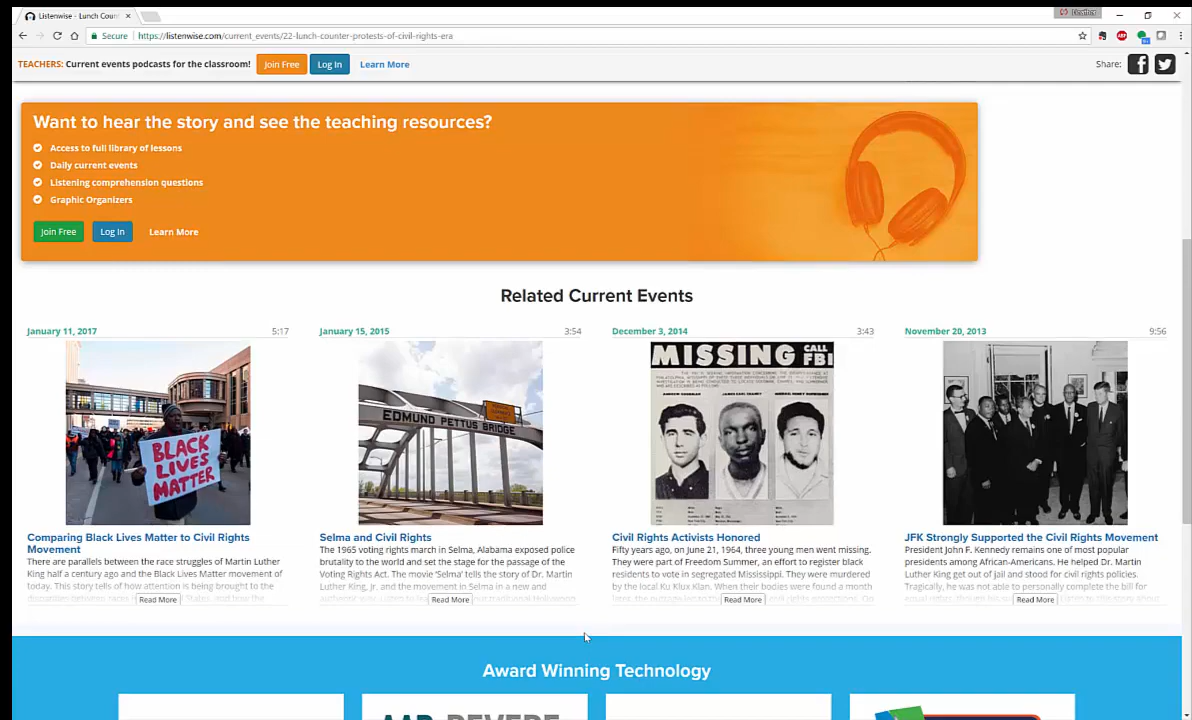 Listenwise - Lunch Coun
Secure
https://listenwise.com/current_events/22-lunch-counter-protests-of-civil-rights-era
TEACHERS: Current events podcasts for the classroom! Join Free Log In Learn More Share:
Want to hear the story and see the teaching resources?
Access to full library of lessons
Daily current events
Listening comprehension questions
Graphic Organizers
Join Free Log In Learn More
Related Current Events
January 11, 2017 5:17
BLACK
LIVES
MATTER
Comparing Black Lives Matter to Civil Rights
Movement
There are parallels between the race struggles of Martin Luther
King half a century ago and the Black Lives Matter movement of
today. This story tells of how attention is being brought to the
Read More
January 15, 2015 3:54
EDMUND PETTUS BRIDGE
Selma and Civil Rights
The 1965 voting rights march in Selma, Alabama exposed police
brutality to the world and set the stage for the passage of the
Voting Rights Act. The movie 'Selma' tells the story of Dr. Martin
Luther King, Jr. and the movement in Selma in a new and
Read More
December 3, 2014 3:43
MISSING CALL
FBI
Civil Rights Activists Honored
Fifty years ago, on June 21, 1964, three young men went missing.
They were part of Freedom Summer, an effort to register black
residents to vote in segregated Mississippi. They were murdered
by the local Ku Klux Klan. When their bodies were found a month
Read More
November 20, 2013 9:56
JFK Strongly Supported the Civil Rights Movement
President John F. Kennedy remains one of most popular
presidents among African-Americans. He helped Dr. Martin
Luther King get out of jail and stood for civil rights policies.
Tragically, he was not able to personally complete the bill for
Read More
Award Winning Technology